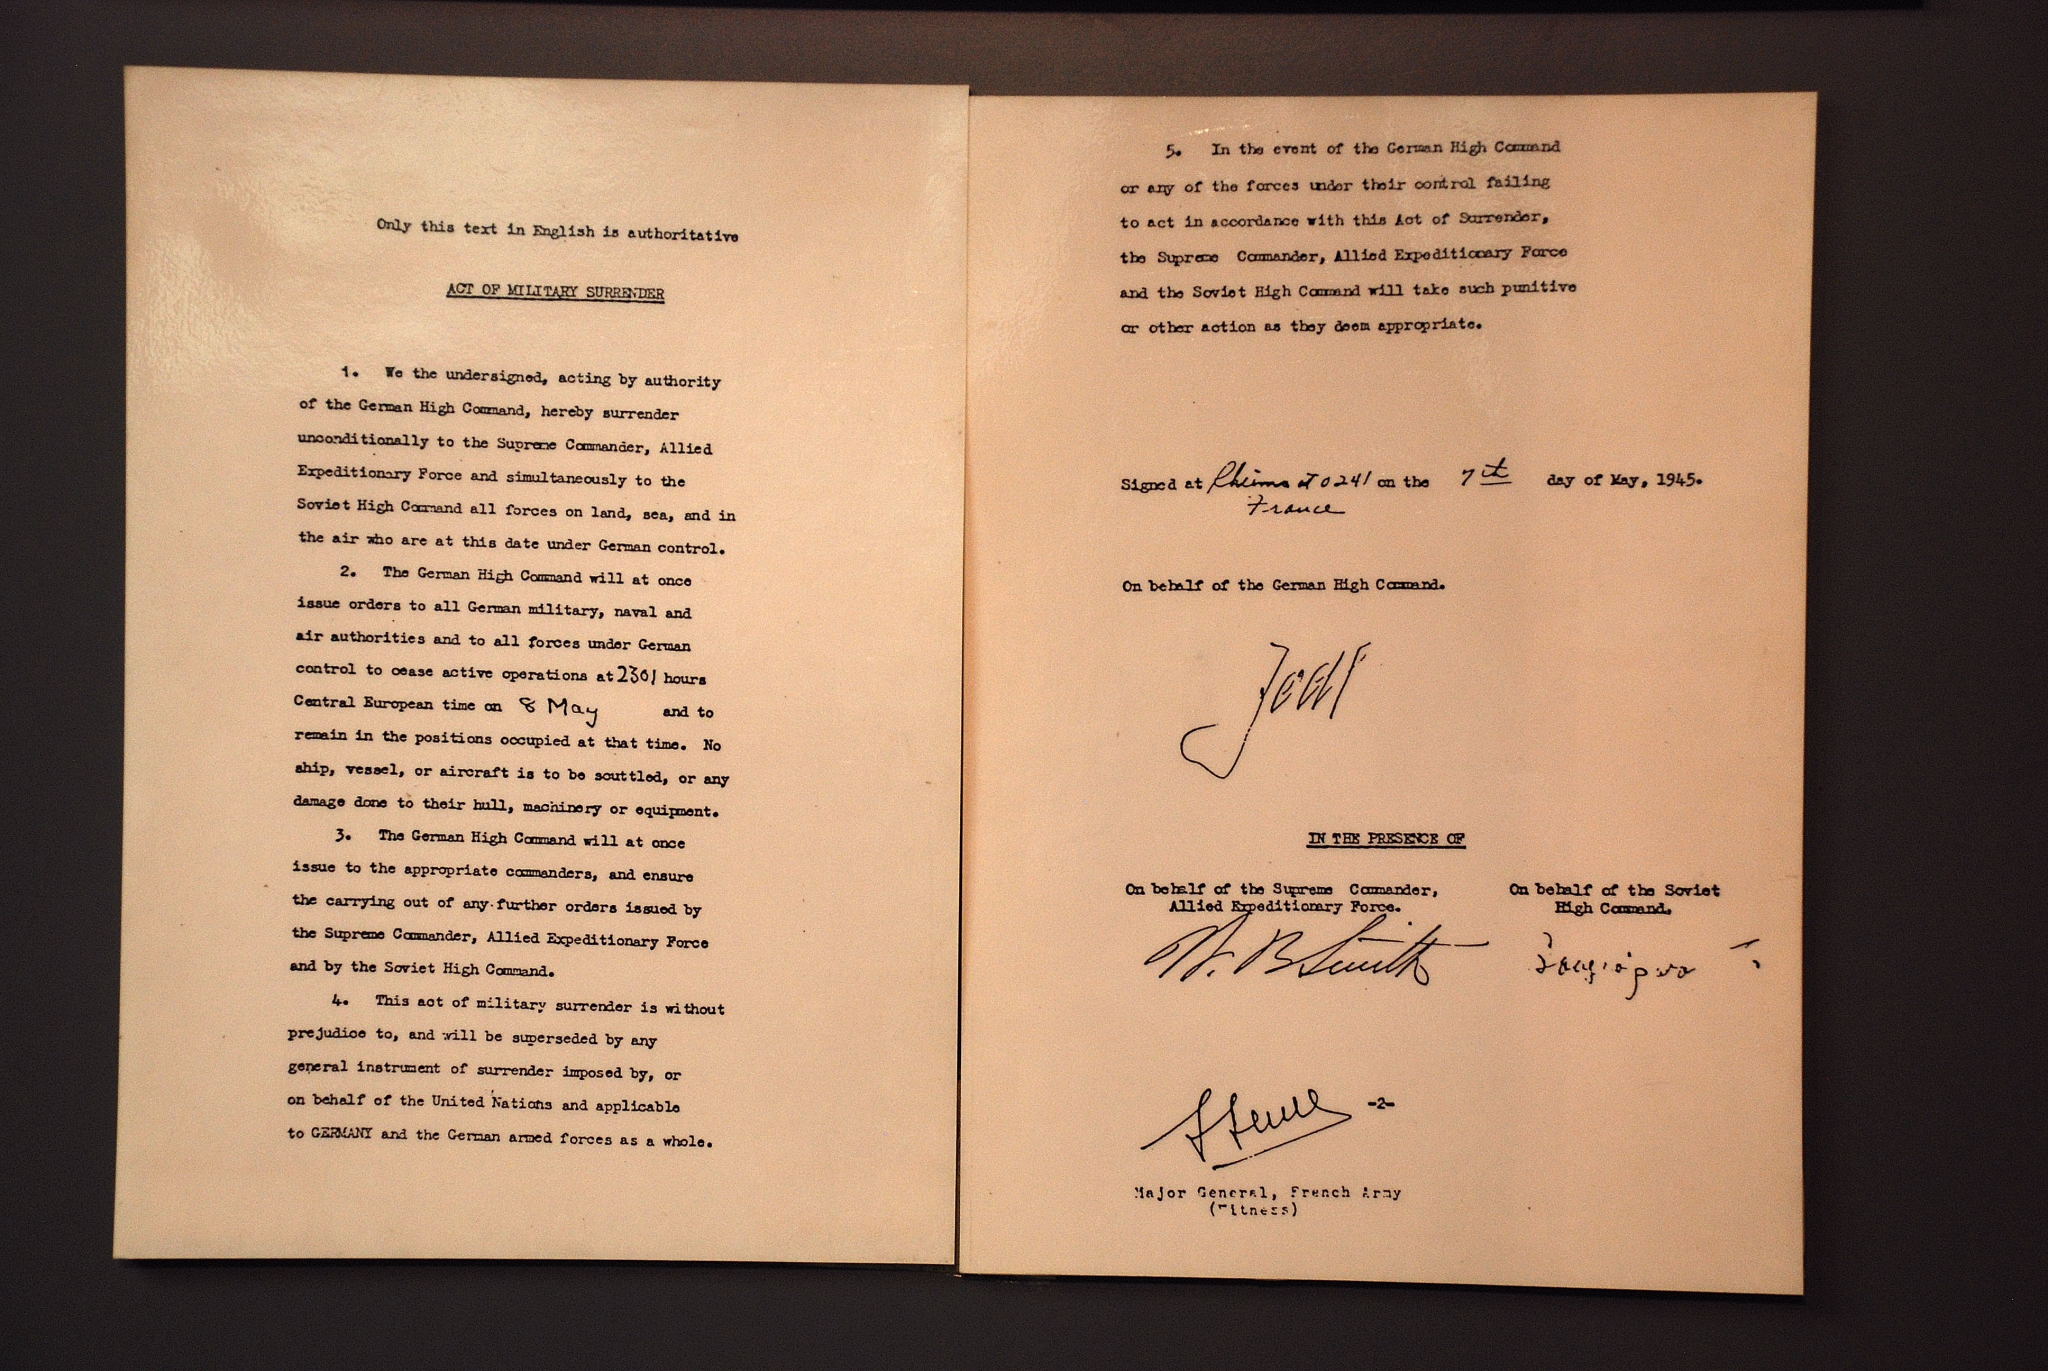 Only this text in English is authoritative
ACT OF MILITARY SURRENDER
1. We the undersigned, acting by authority
of the German High Command, hereby surrender
unconditionally to the Supreme Commander, Allied
Expeditionary Force and simultaneously to the
Soviet High Command all forces on land, sea, and in
the air who are at this date under German control.
2. The German High Command will at once
issue orders to all German military, naval and
air authorities and to all forces under German
control to cease active operations at 2301 hours
Central European time on 8 May and to
remain in the positions occupied at that time. No
ship, vessel, or aircraft is to be scuttled, or any
damage done to their hull, machinery or equipment.
3. The German High Command will at once
issue to the appropriate commanders, and ensure
the carrying out of any further orders issued by
the Supreme Commander, Allied Expeditionary Force
and by the Soviet High Command.
4. This act of military surrender is without
prejudice to, and will be superseded by any
general instrument of surrender imposed by, or
on behalf of the United Nations and applicable
to GERMANY and the German armed forces as a whole.
5. In the event of the German High Command
or any of the forces under their control failing
to act in accordance with this Act of Surrender,
the Supreme Commander, Allied Expeditionary Force
and the Soviet High Command will take such punitive
or other action as they deem appropriate.
Signed at Rheims at 0241 on the 7th day of May, 1945.
France
On behalf of the German High Command.
Jodl
IN THE PRESENCE OF
On behalf of the Supreme Commander,
Allied Expeditionary Force.
W. B. Smith
On behalf of the Soviet
High Command.
-2-
Major General, French Army
(Witness)